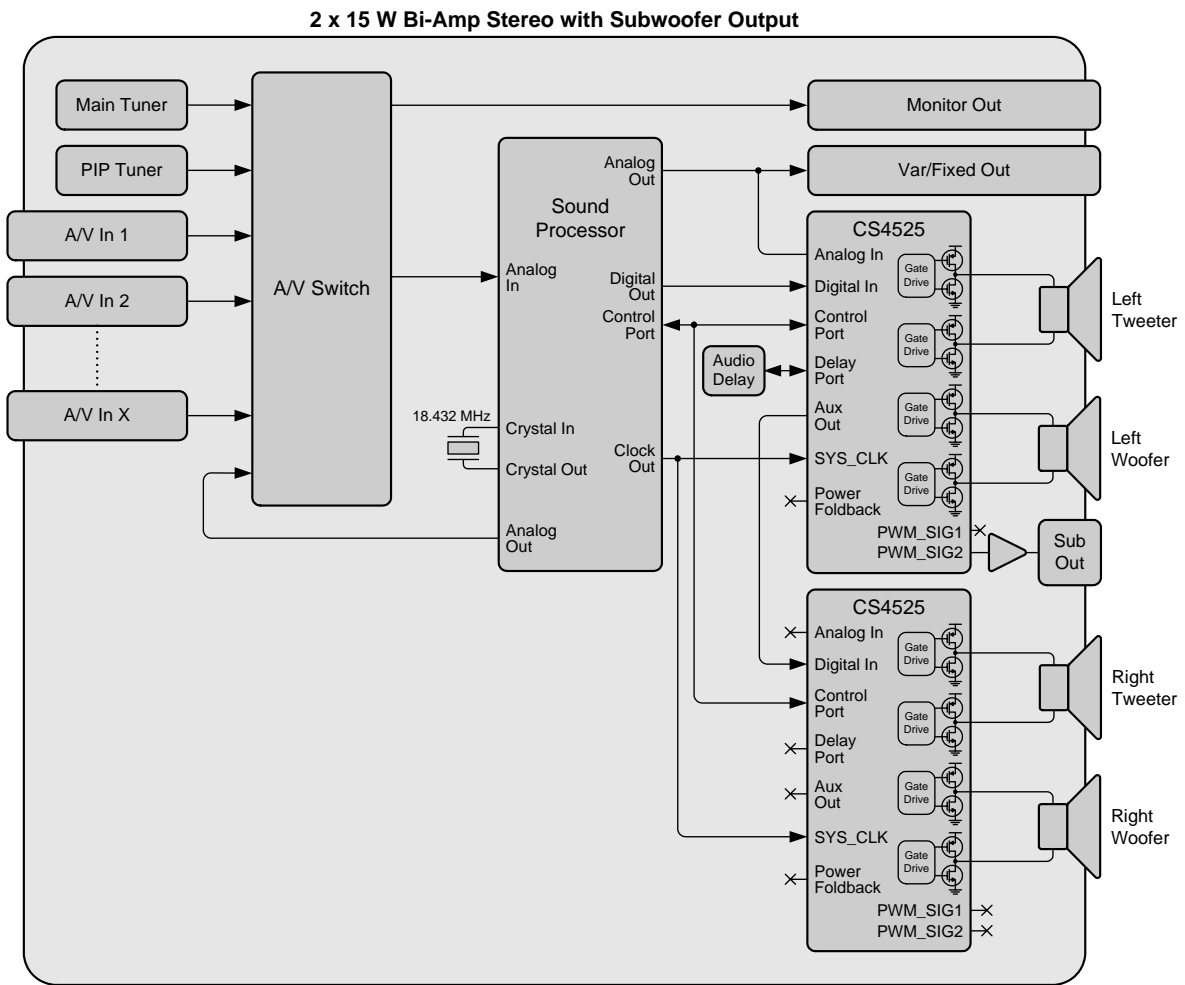 2 x 15 W Bi-Amp Stereo with Subwoofer Output
Main Tuner
PIP Tuner
A/V In 1
A/V In 2
A/V In X
A/V Switch
Monitor Out
Var/Fixed Out
Sound
Processor
Analog
Out
Analog
In
Digital
Out
Control
Port
18.432 MHz
Crystal In
Crystal Out
Clock
Out
Analog
Out
Audio
Delay
CS4525
Analog In
Digital In
Control
Port
Delay
Port
Aux
Out
SYS_CLK
Power
Foldback
PWM_SIG1
PWM_SIG2
Gate
Drive
Gate
Drive
Gate
Drive
Gate
Drive
Left
Tweeter
Left
Woofer
Sub
Out
CS4525
Analog In
Digital In
Control
Port
Delay
Port
Aux
Out
SYS_CLK
Power
Foldback
PWM_SIG1
PWM_SIG2
Gate
Drive
Gate
Drive
Gate
Drive
Gate
Drive
Right
Tweeter
Right
Woofer